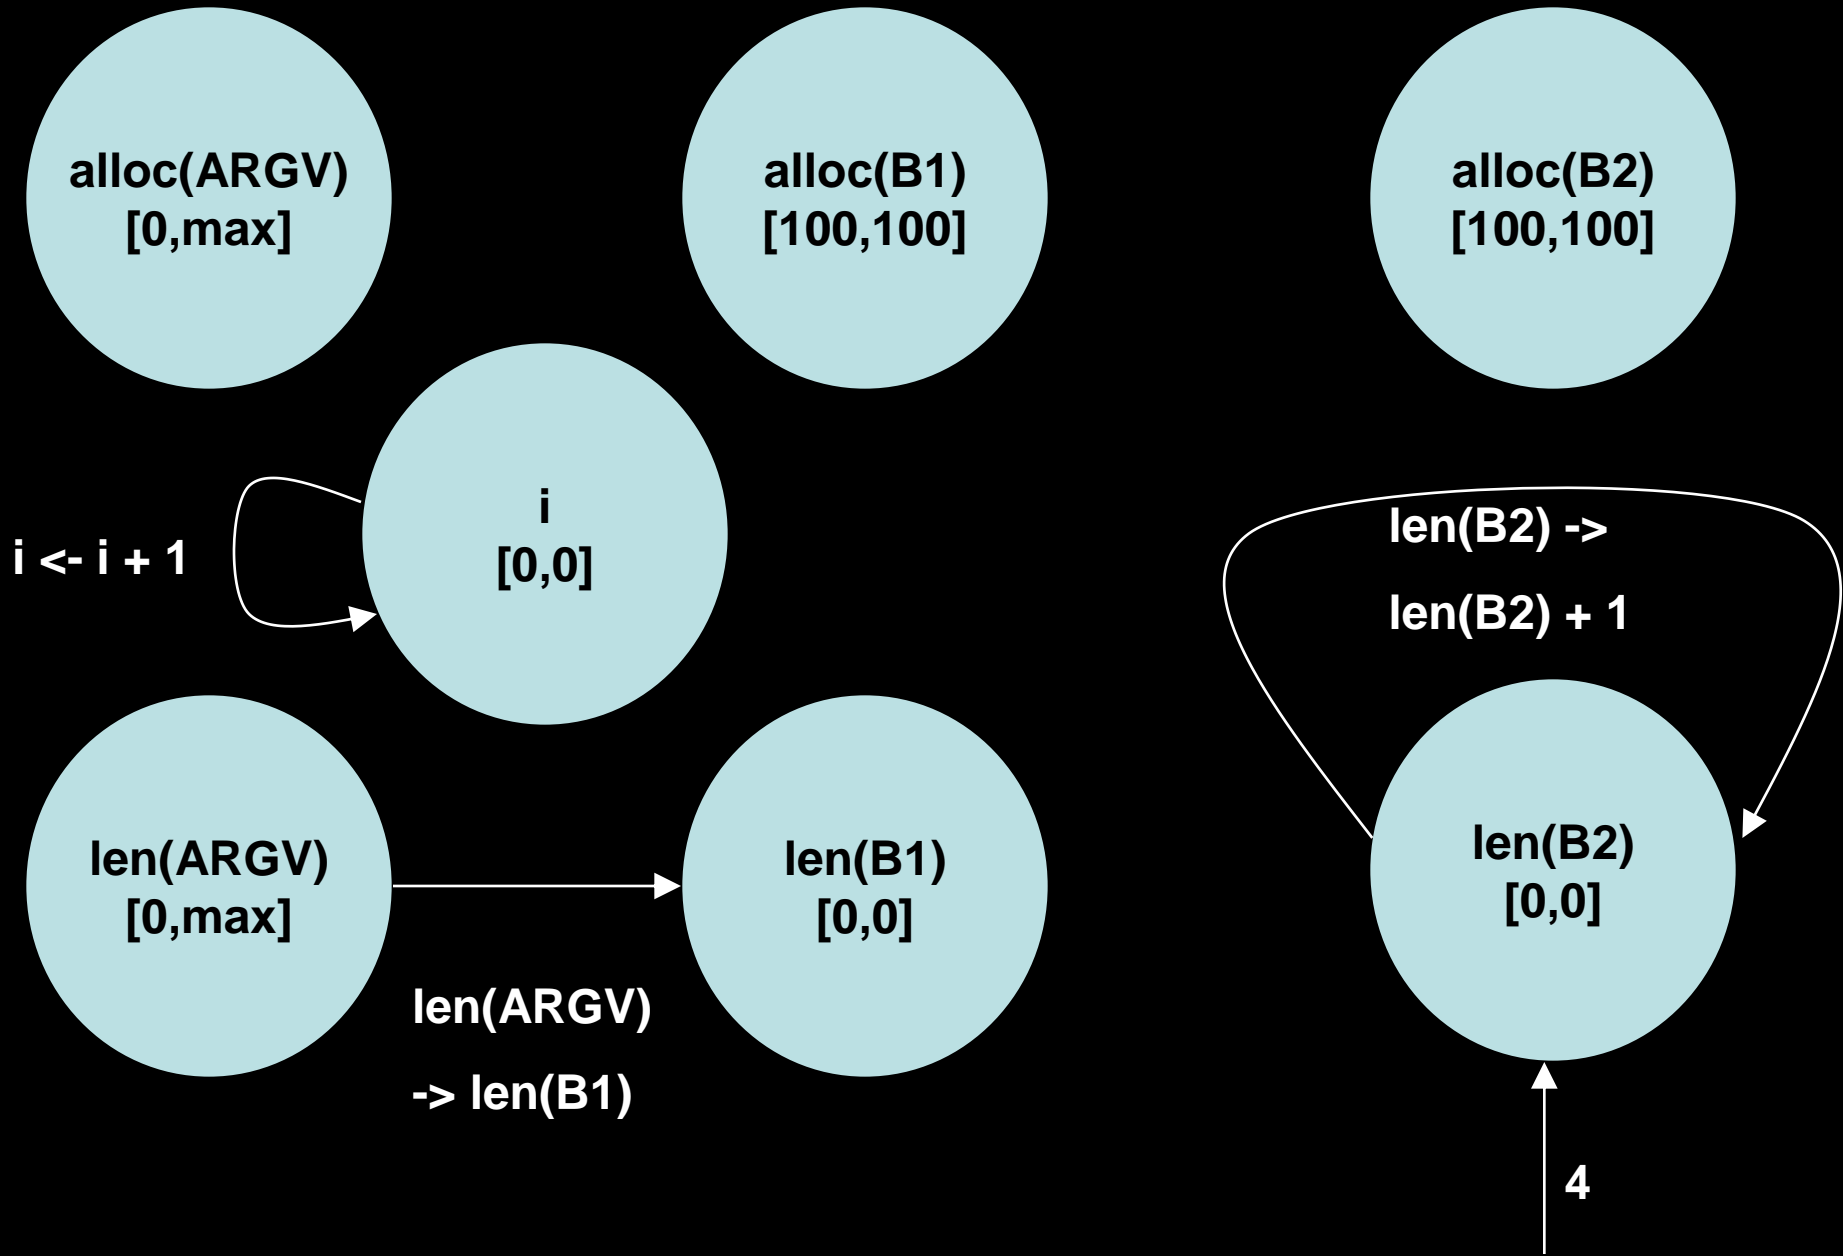 alloc(ARGV)
[0,max]
alloc(B1)
[100,100]
alloc(B2)
[100,100]
i <- i + 1
i
[0,0]
len(B2) ->
len(B2) + 1
len(ARGV)
[0,max]
len(B1)
[0,0]
len(B2)
[0,0]
len(ARGV)
-> len(B1)
4